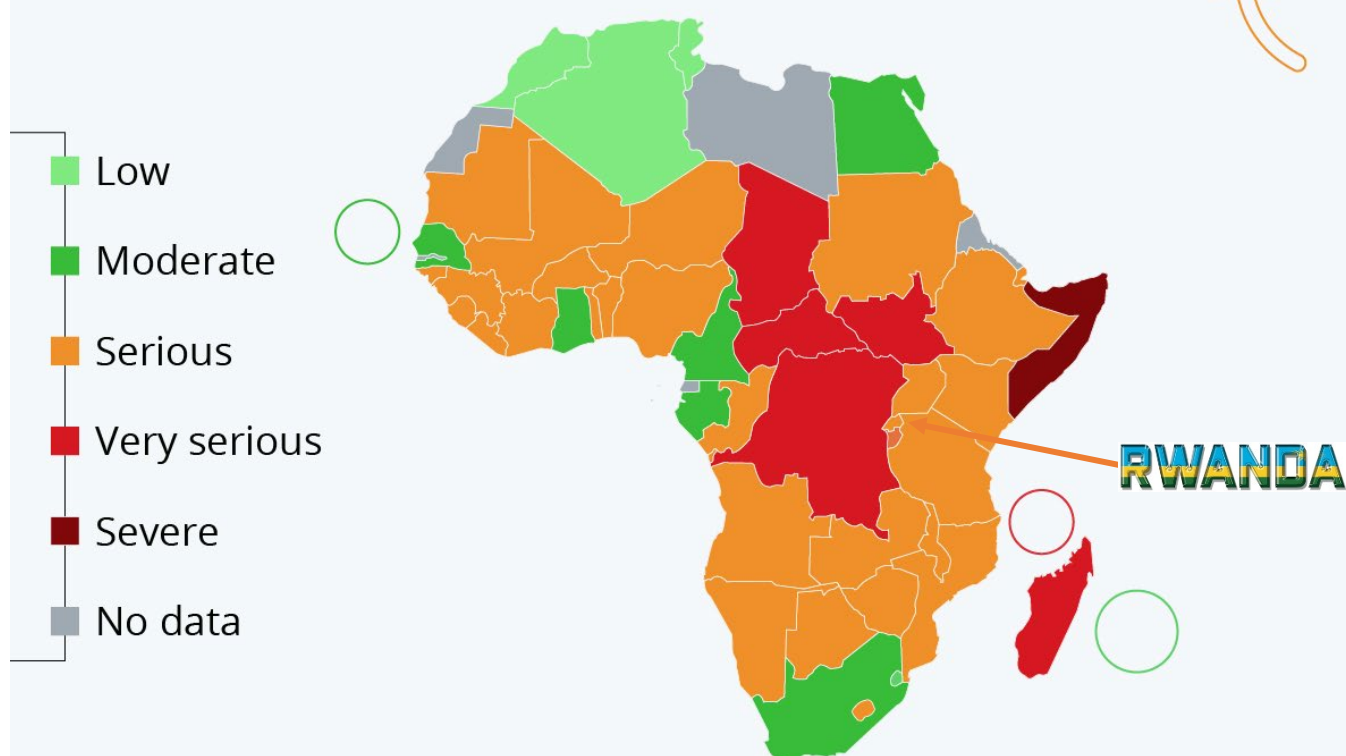 Low
Moderate
Serious
Very serious
Severe
No data
RWANDA